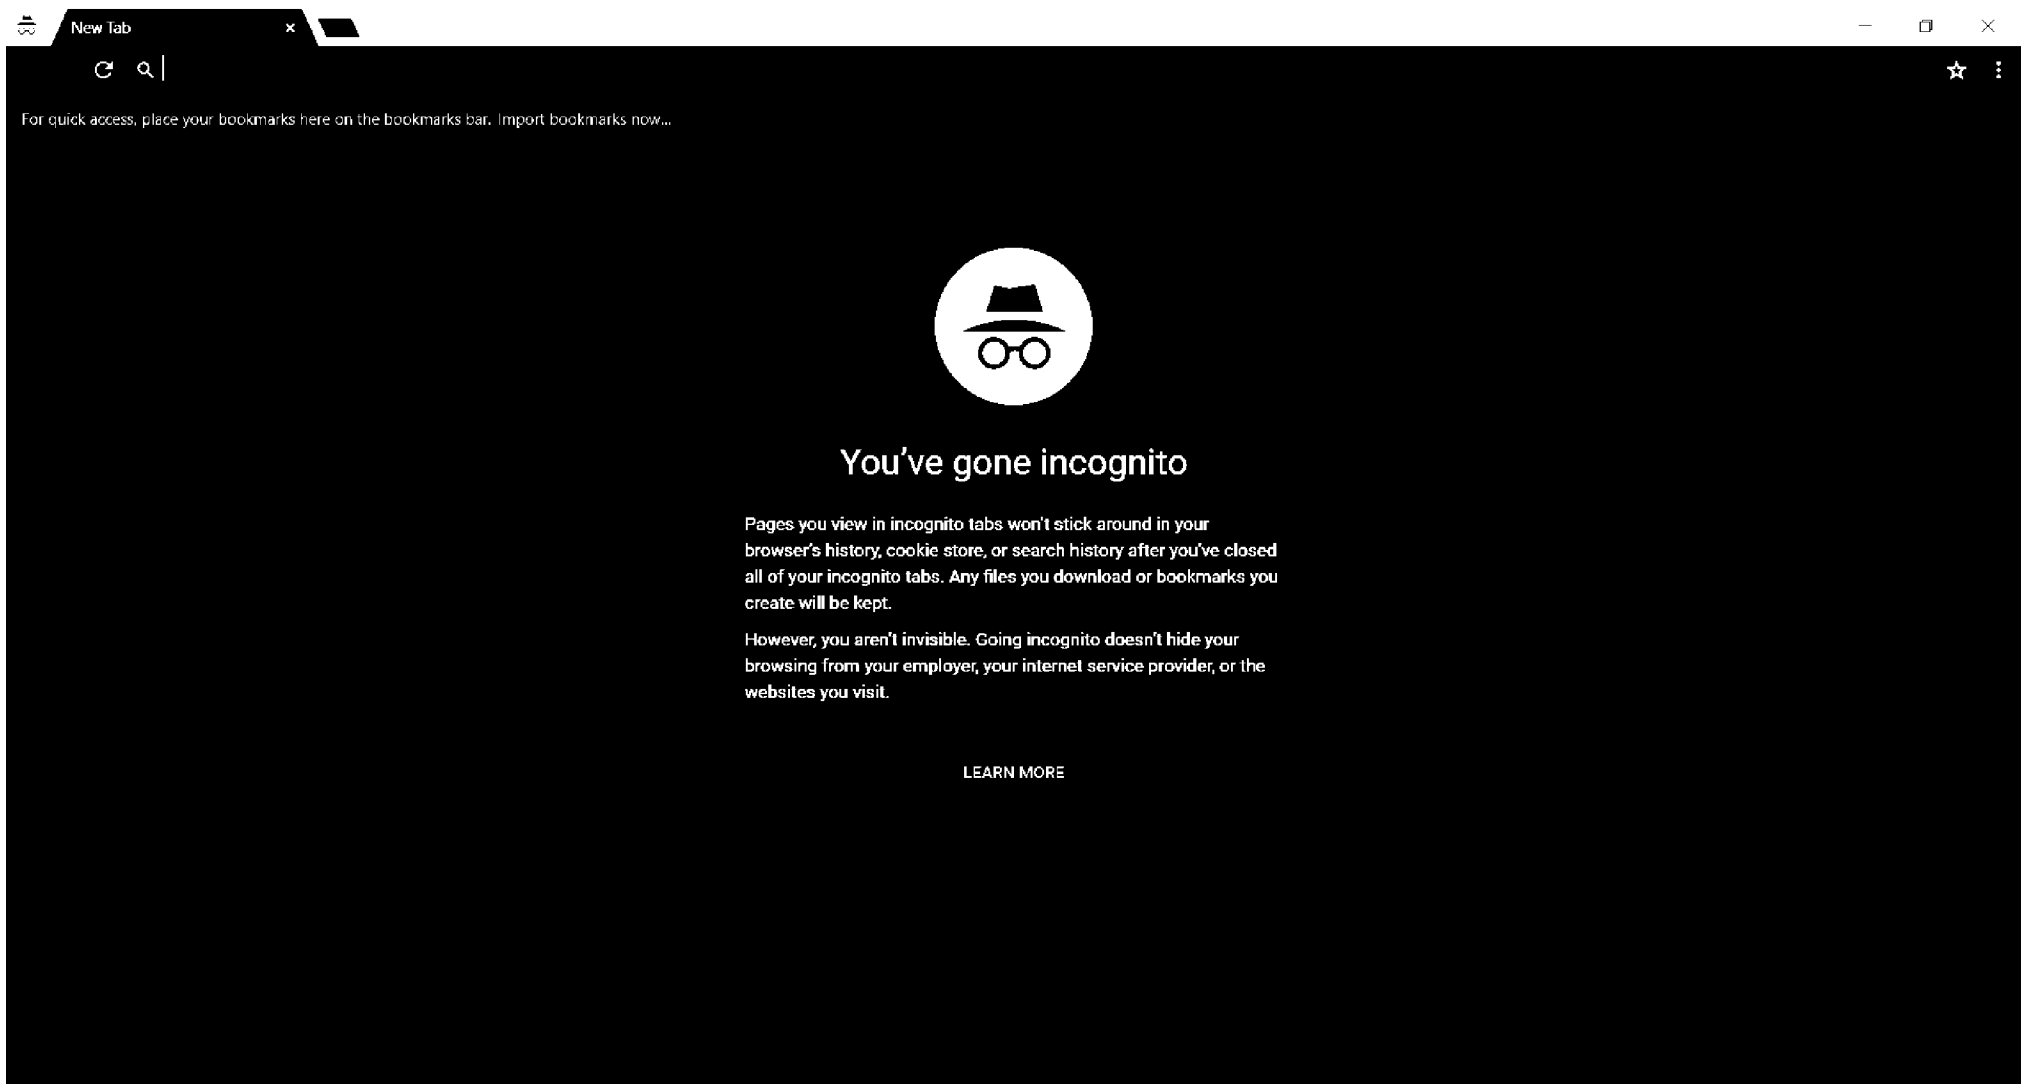 New Tab
For quick access, place your bookmarks here on the bookmarks bar. Import bookmarks now...
You've gone incognito
Pages you view in incognito tabs won't stick around in your
browser's history, cookie store, or search history after you've closed
all of your incognito tabs. Any files you download or bookmarks you
create will be kept.
However, you aren't invisible. Going incognito doesn't hide your
browsing from your employer, your internet service provider, or the
websites you visit.
LEARN MORE